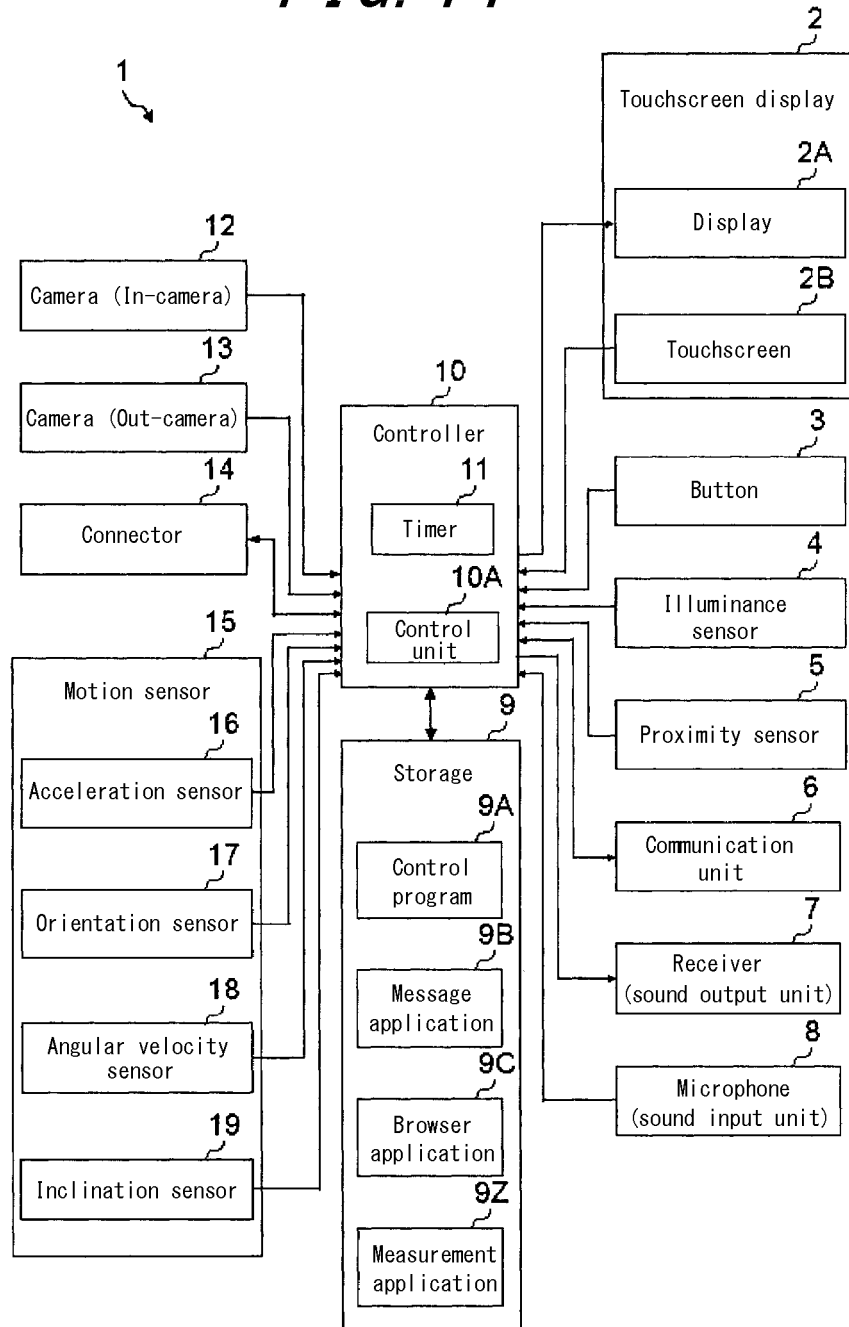 1
2
Touchscreen display
2A
Display
2B
Touchscreen
12
Camera (In-camera)
13
Camera (Out-camera)
14
Connector
10
Controller
11
Timer
10A
Control
unit
3
Button
4
Illuminance
sensor
5
Proximity sensor
6
Communication
unit
7
Receiver
(sound output unit)
8
Microphone
(sound input unit)
15
Motion sensor
16
Acceleration sensor
17
Orientation sensor
18
Angular velocity
sensor
19
Inclination sensor
9
Storage
9A
Control
program
9B
Message
application
9C
Browser
application
9Z
Measurement
application